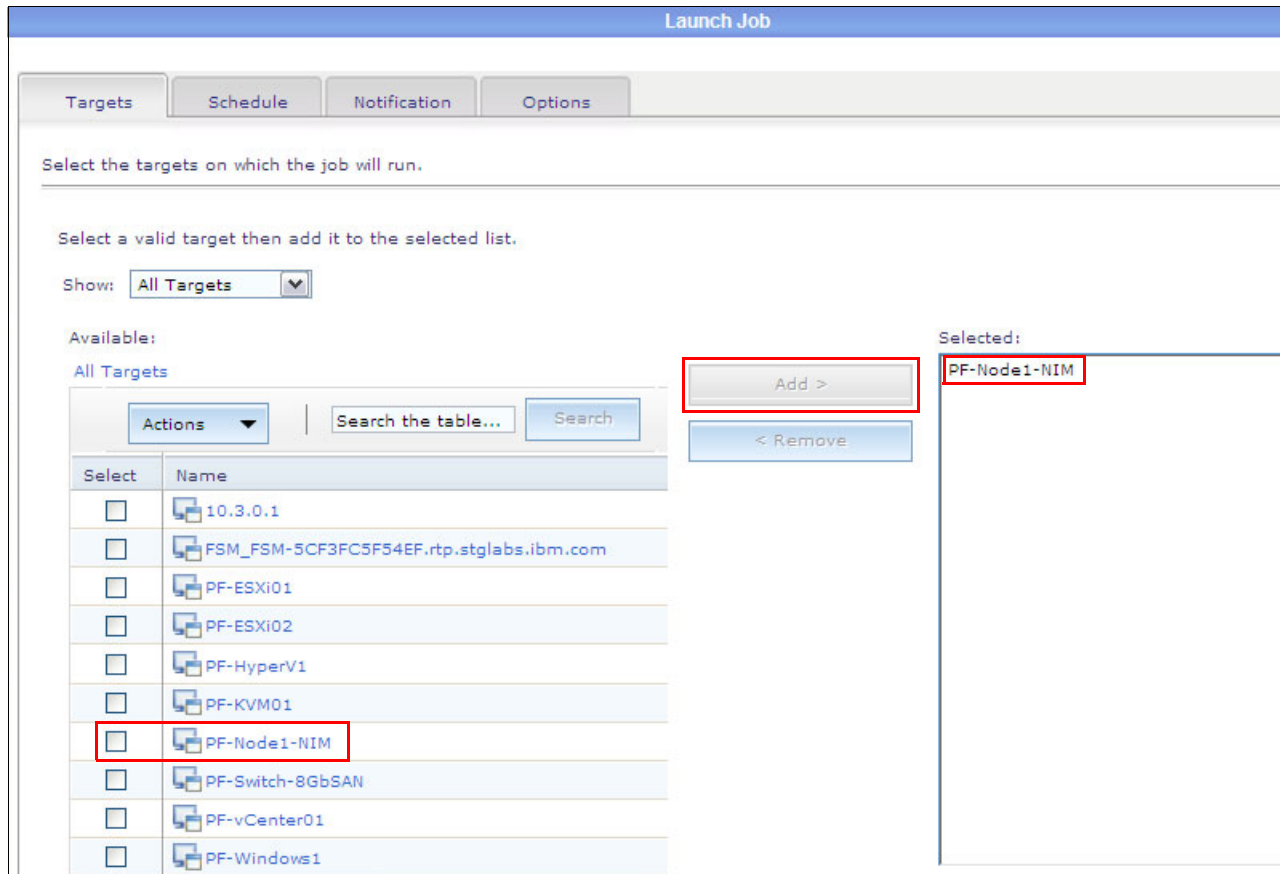 Launch Job
Targets
Schedule
Notification
Options
Select the targets on which the job will run.
Select a valid target then add it to the selected list.
Show:
All Targets
Available:
All Targets
Actions
Search the table...
Search
Select
Name
10.3.0.1
FSM_FSM-5CF3FC5F54EF.rtp.stglabs.ibm.com
PF-ESXi01
PF-ESXi02
PF-HyperV1
PF-KVM01
PF-Node1-NIM
PF-Switch-8GbSAN
PF-vCenter01
PF-Windows1
Add >
< Remove
Selected:
PF-Node1-NIM